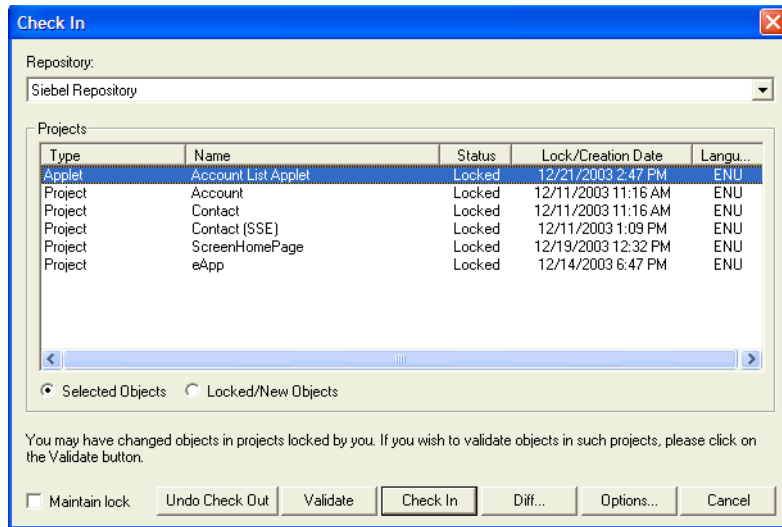 Check In
Repository:
Siebel Repository
Projects
Type Name Status Lock/Creation Date Langu...
Applet Account List Applet Locked 12/21/2003 2:47 PM ENU
Project Account Locked 12/11/2003 11:16 AM ENU
Project Contact Locked 12/11/2003 11:16 AM ENU
Project Contact (SSE) Locked 12/11/2003 1:09 PM ENU
Project ScreenHomePage Locked 12/19/2003 12:32 PM ENU
Project eApp Locked 12/14/2003 6:47 PM ENU
Selected Objects Locked/New Objects
You may have changed objects in projects locked by you. If you wish to validate objects in such projects, please click on
the Validate button.
Maintain lock Undo Check Out Validate Check In Diff... Options... Cancel